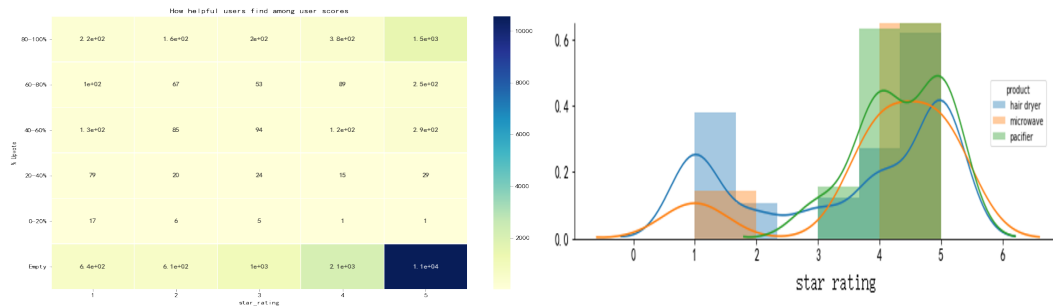 How helpful users find among user scores
80-100%
2.2e+02 1.6e+02 2e+02 3.8e+02 1.5e+03
60-80%
1e+02 67 53 89 2.5e+02
40-60%
1.3e+02 85 94 1.2e+02 2.9e+02
20-40%
79 20 24 15 29
0-20%
17 6 5 1 1
Empty
6.4e+02 6.1e+02 1e+03 2.1e+03 1.1e+04
1 2 3 4 5
star_rating
% Upvote
10000
8000
6000
4000
2000
0.6
0.4
0.2
0.0
0 1 2 3 4 5 6
star rating
product
hair dryer
microwave
pacifier